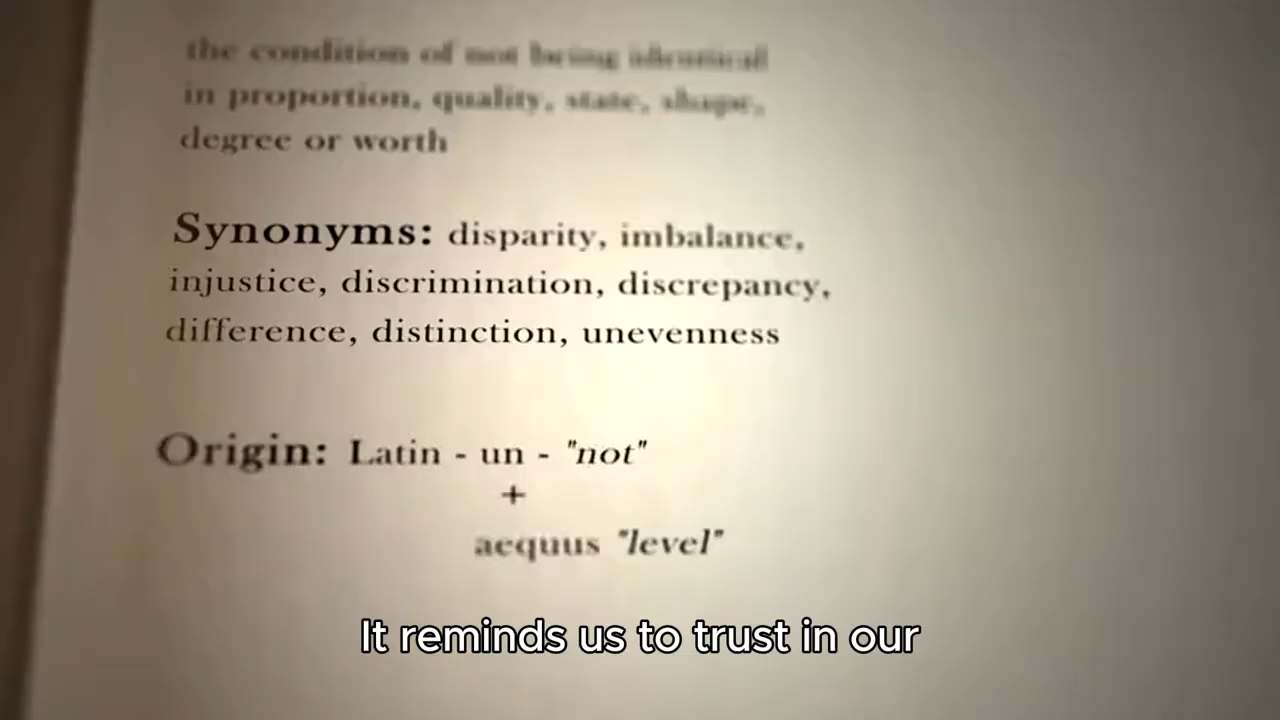 the condition of not being identical
in proportion, quality, state, shape,
degree or worth
Synonyms: disparity, imbalance,
injustice, discrimination, discrepancy,
difference, distinction, unevenness
Origin: Latin - un - "not"
+
aequus "level"
It reminds us to trust in our